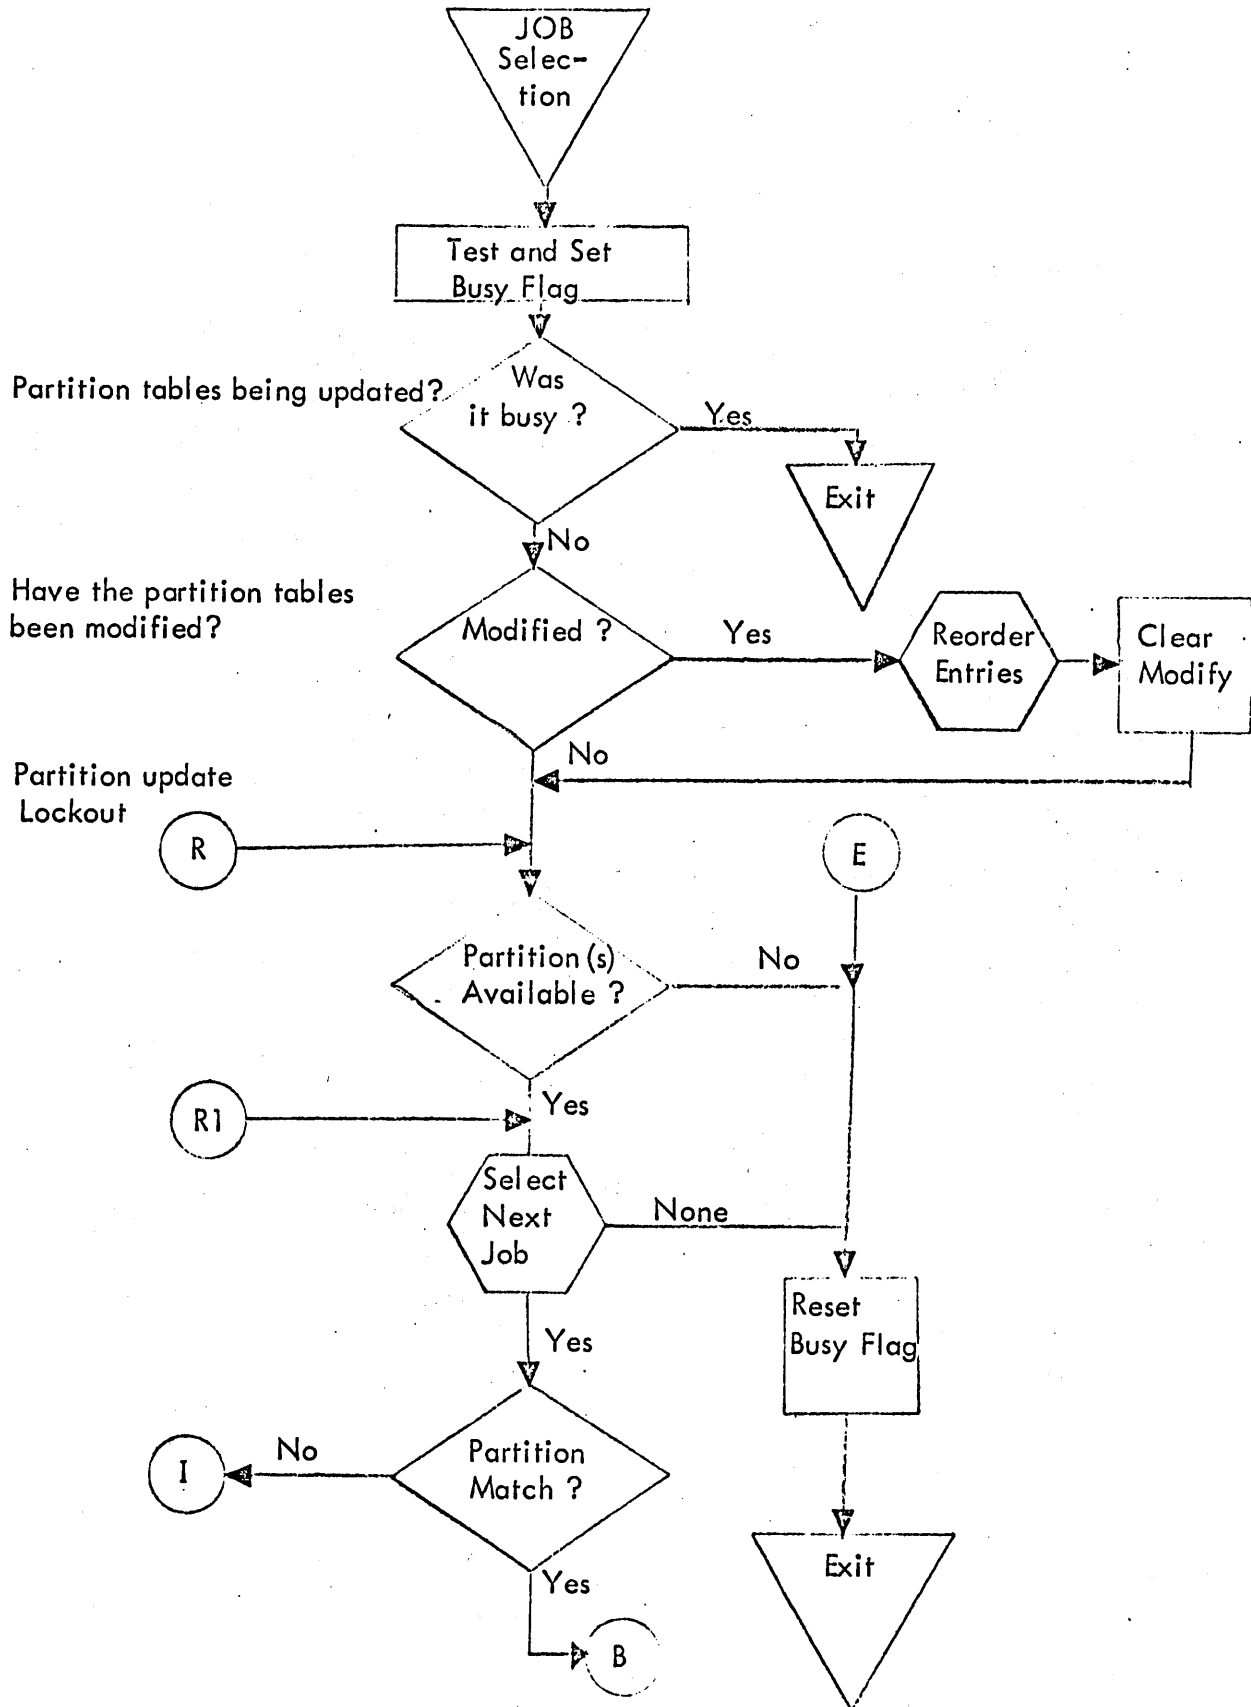 JOB
Selec-
tion
Test and Set
Busy Flag
Partition tables being updated?
Was
it busy ?
Yes
Exit
No
Have the partition tables
been modified?
Modified ?
Yes
Reorder
Entries
Clear
Modify
No
Partition update
Lockout
R
E
Partition (s)
Available ?
No
R1
Yes
Select
Next
Job
None
Reset
Busy Flag
Yes
Partition
Match ?
No
I
Yes
B
Exit